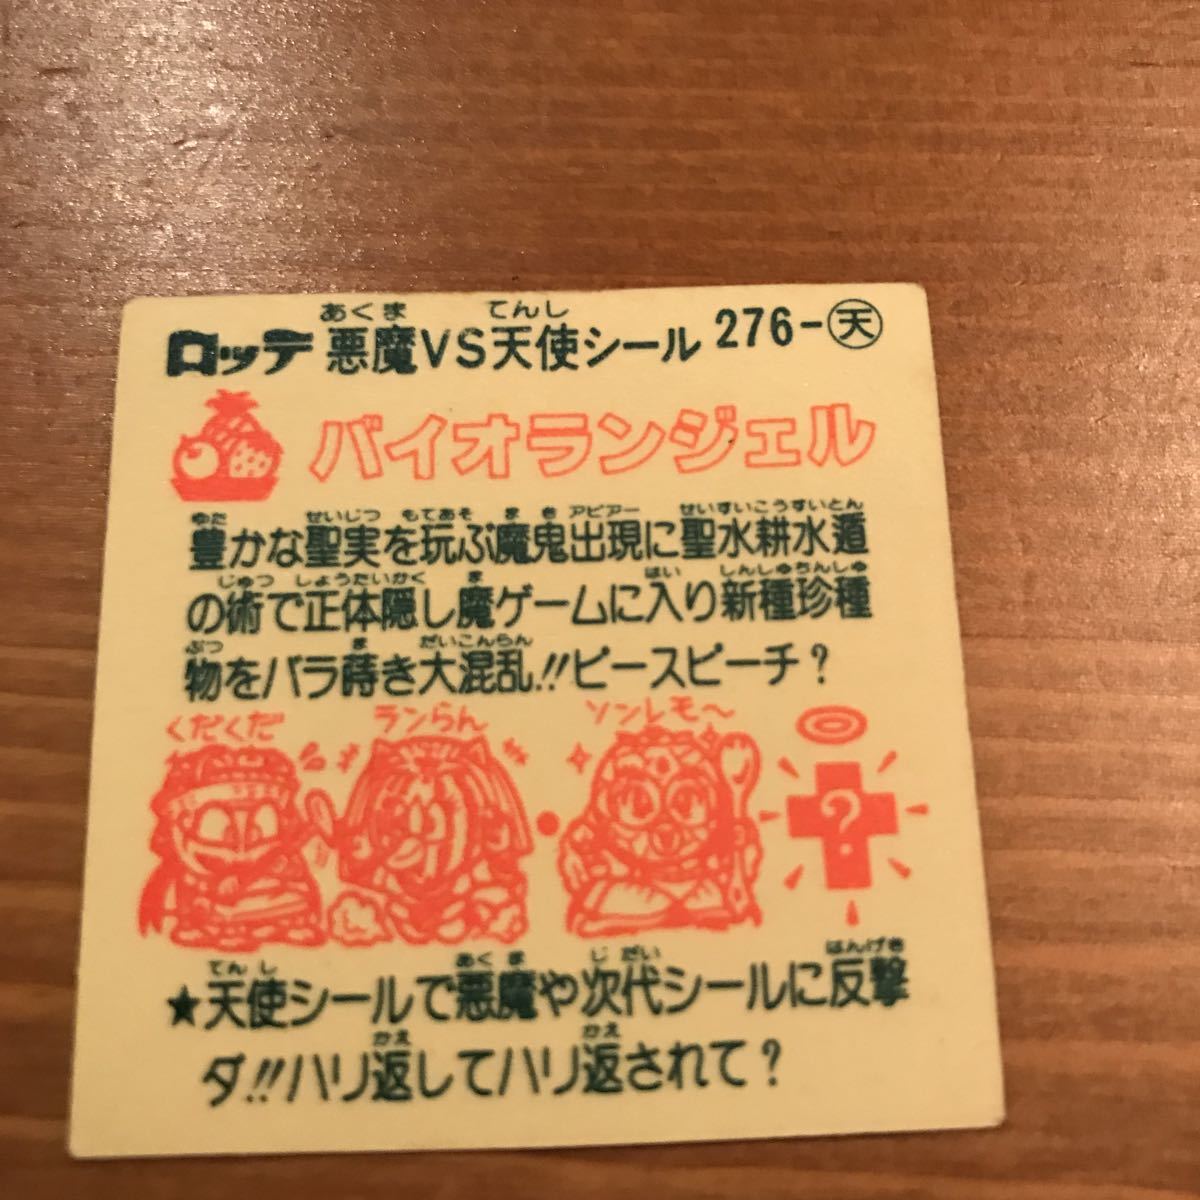 あくま てんし
ロッテ 悪魔VS天使シール 276-㊝
バイオランジェル
ゆた せいじつ もてあそ まき アピアー せいすいこうすいとん
豊かな聖実を玩ぶ魔鬼出現に聖水耕水遁
じゅつ しょうたいかく ま はい しんしゅちんしゅ
の術で正体隠し魔ゲームに入り新種珍種
ぶつ ま だいこんらん
物をバラ蒔き大混乱!!ピースピーチ?
くだくだ ランらん ソンレモ〜
?
てんし あくま じだい はんげき
★天使シールで悪魔や次代シールに反撃
かえ かえ
ダ!!ハリ返してハリ返されて?